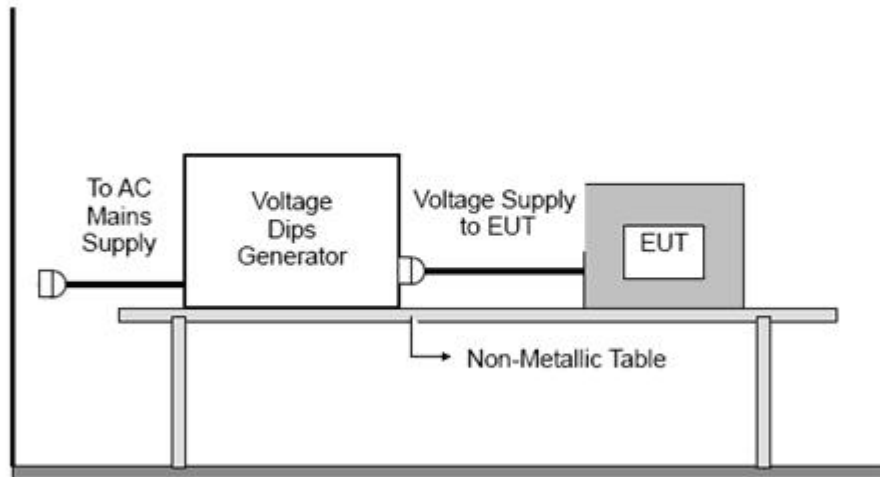 To AC
Mains
Supply
Voltage
Dips
Generator
Voltage Supply
to EUT
EUT
Non-Metallic Table